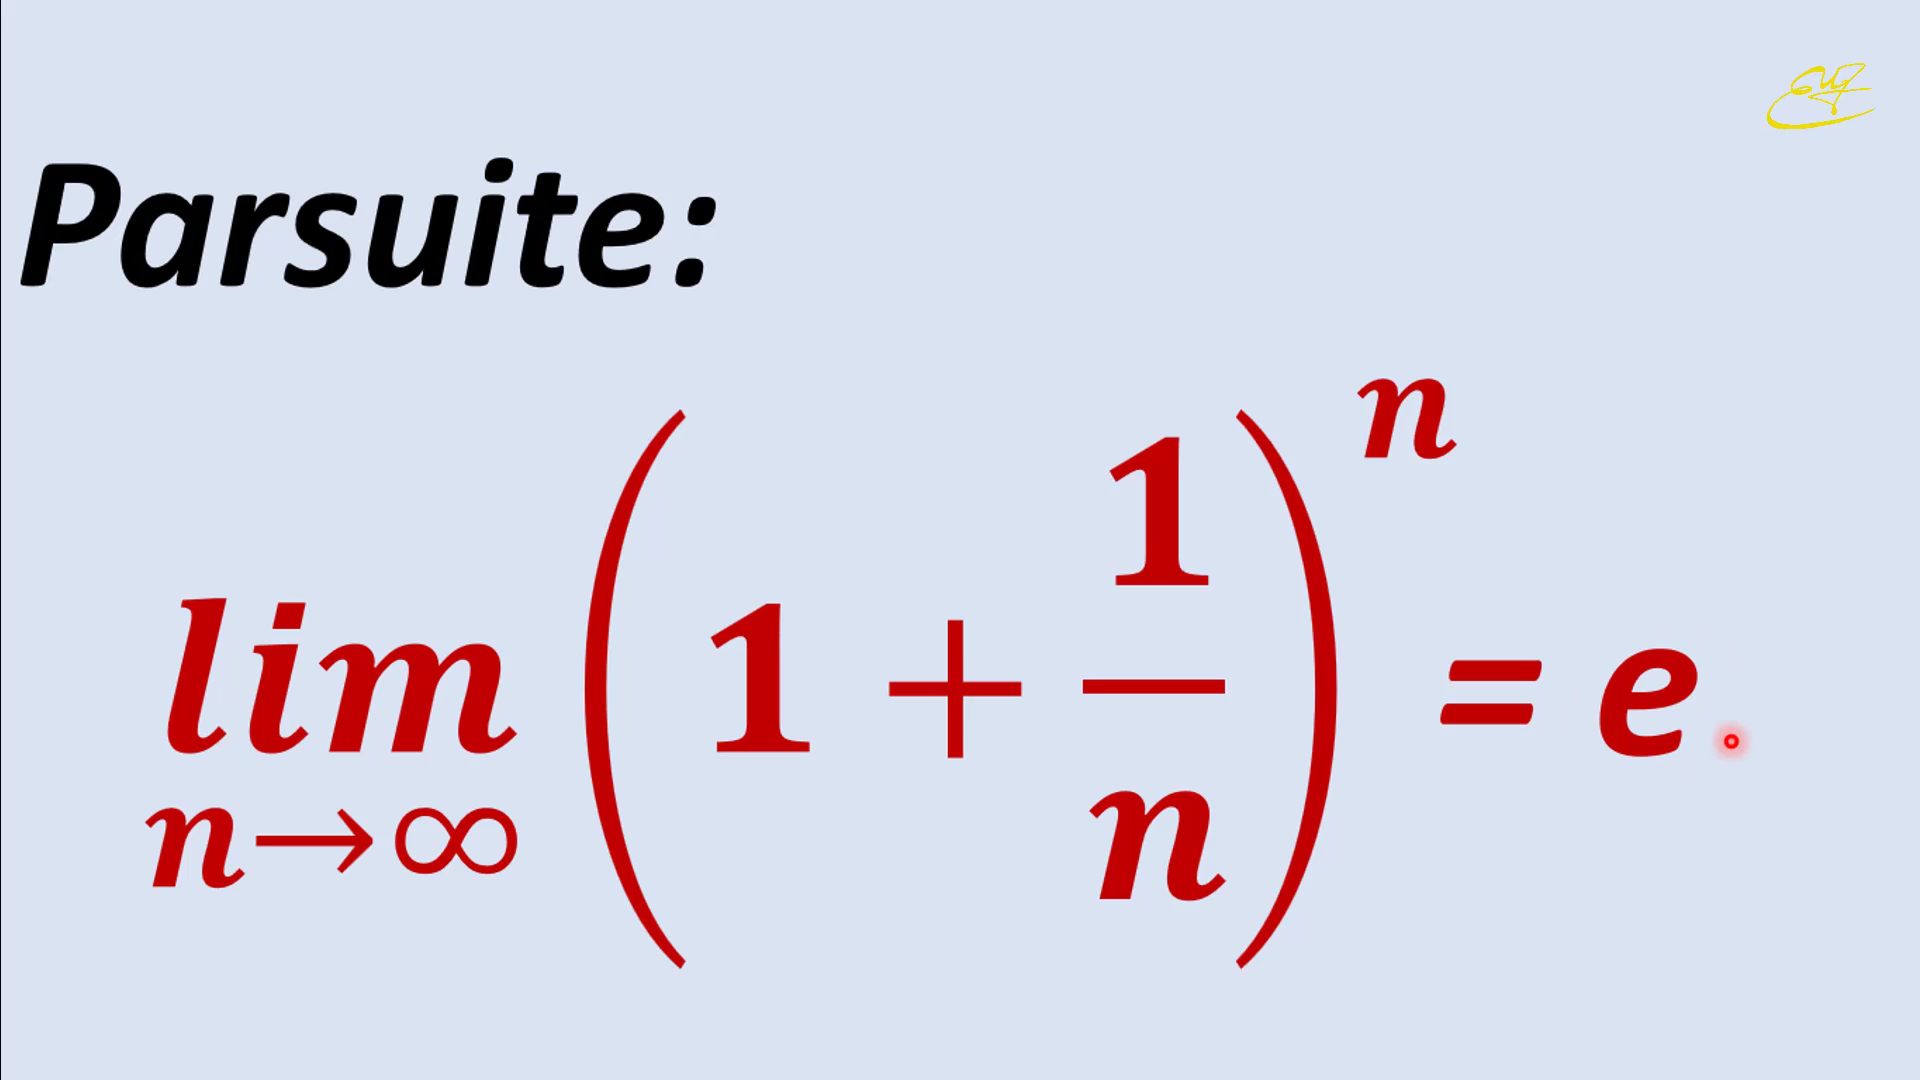 Parsuite:
lim n→∞ (1 + 1/n)^n = e